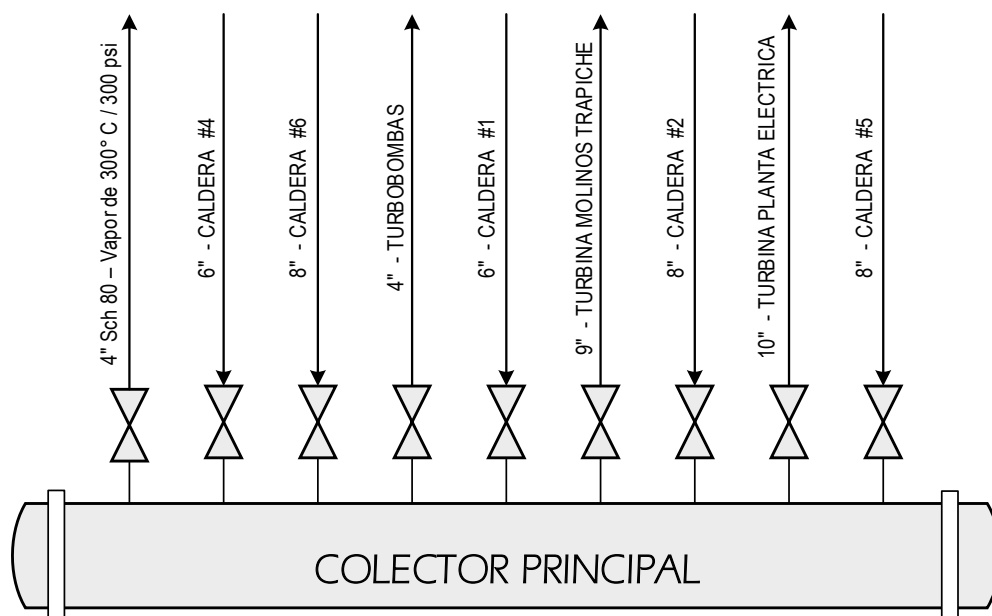 4" Sch 80 – Vapor de 300° C / 300 psi
6" - CALDERA #4
8" - CALDERA #6
4" - TURBOBOMBAS
6" - CALDERA #1
9" - TURBINA MOLINOS TRAPICHE
8" - CALDERA #2
10" - TURBINA PLANTA ELECTRICA
8" - CALDERA #5
COLECTOR PRINCIPAL